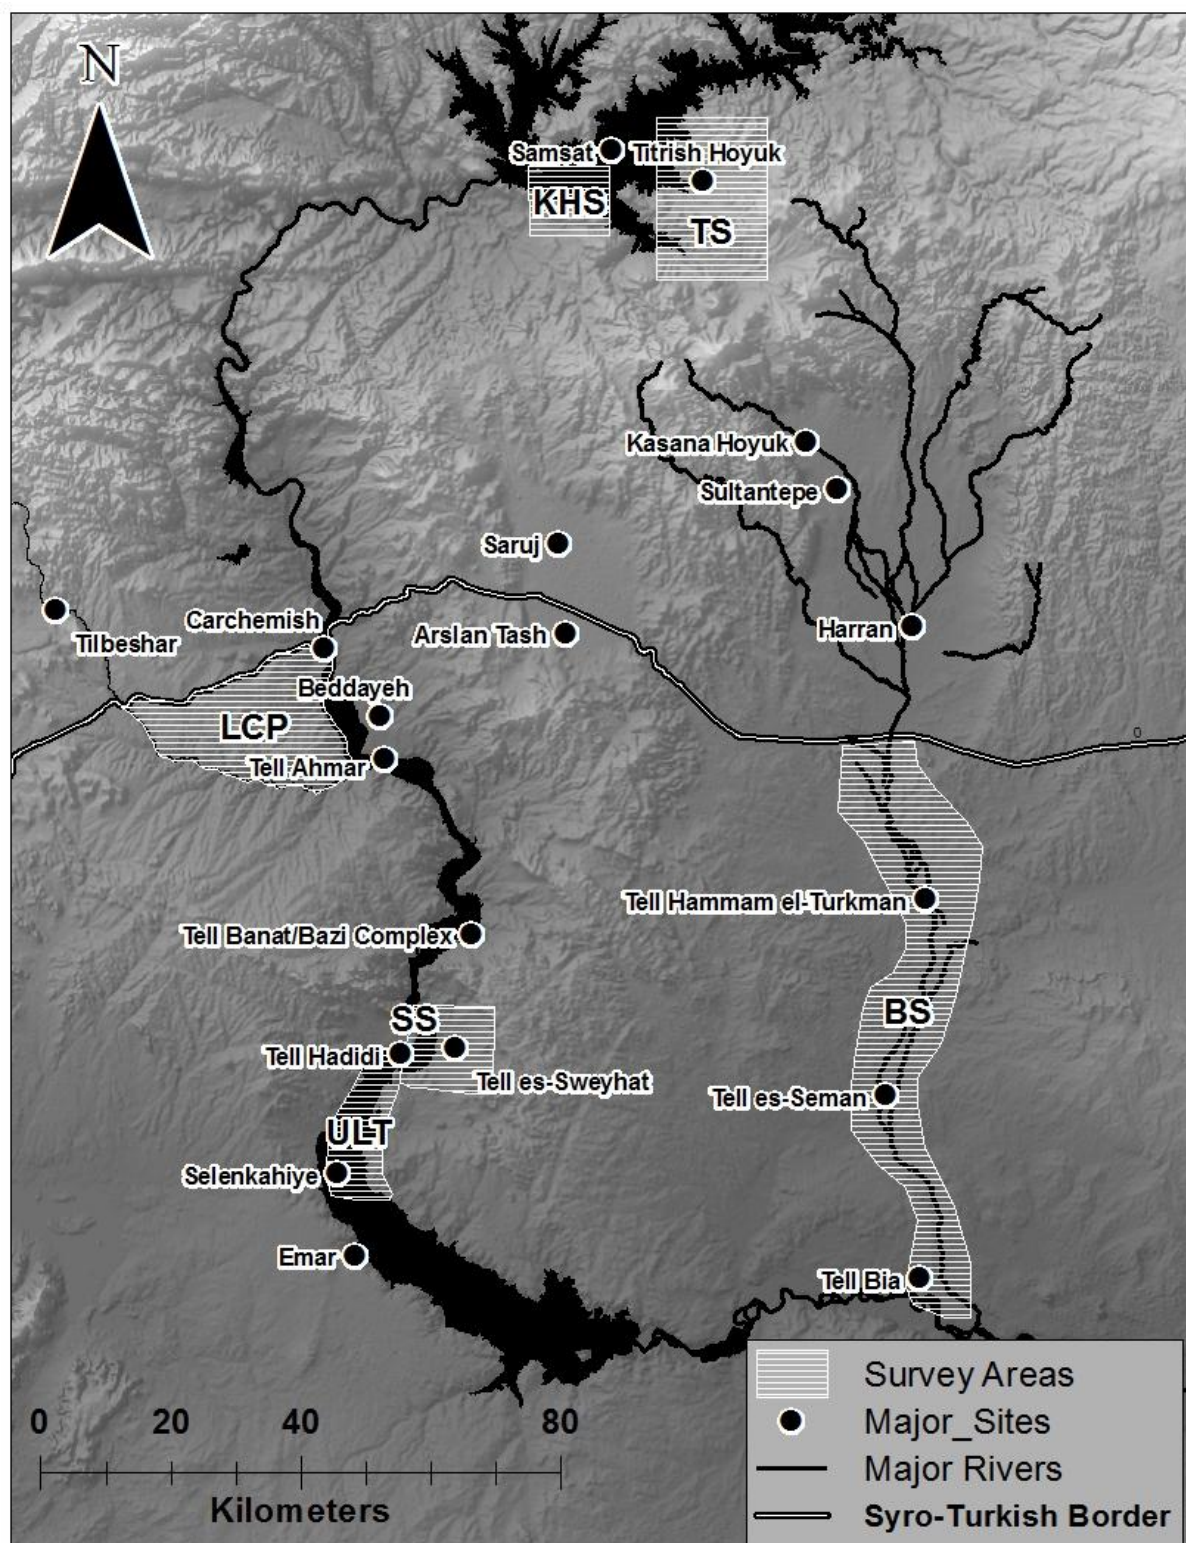 N
Samsat
Titrish Hoyuk
KHS
TS
Kasana Hoyuk
Sultantepe
Saruj
Carchemish
Arslan Tash
Harran
Tilbeshar
Beddayeh
LCP
Tell Ahmar
0
Tell Hammam el-Turkman
Tell Banat/Bazi Complex
SS
BS
Tell Hadidi
Tell es-Sweyhat
Tell es-Seman
ULT
Selenkahiye
Emar
Tell Bia
0 20 40 80
Kilometers
Survey Areas
Major_Sites
Major Rivers
Syro-Turkish Border